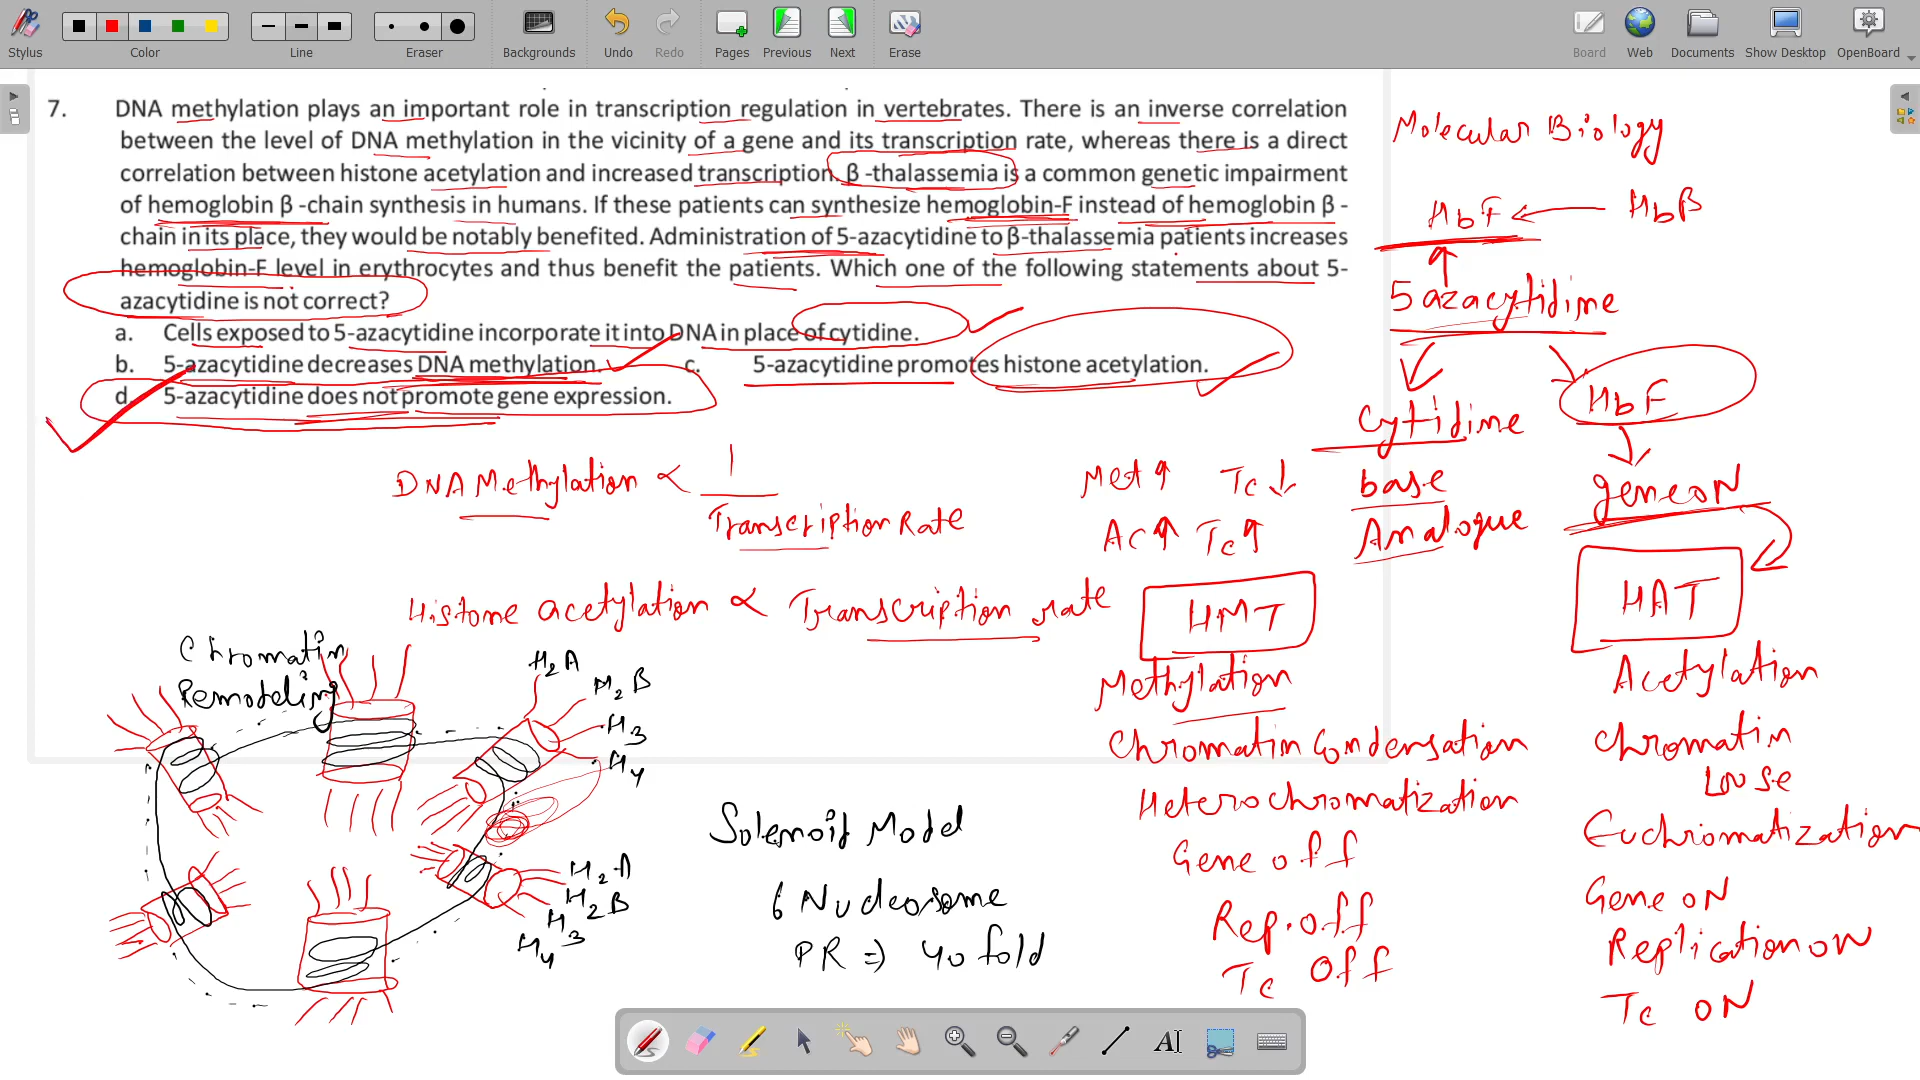 Stylus
Color
Line
Eraser
Backgrounds
Undo
Redo
Pages
Previous
Next
Erase
Board
Web
Documents
Show Desktop
OpenBoard
7. DNA methylation plays an important role in transcription regulation in vertebrates. There is an inverse correlation
between the level of DNA methylation in the vicinity of a gene and its transcription rate, whereas there is a direct
correlation between histone acetylation and increased transcription. β -thalassemia is a common genetic impairment
of hemoglobin β -chain synthesis in humans. If these patients can synthesize hemoglobin-F instead of hemoglobin β -
chain in its place, they would be notably benefited. Administration of 5-azacytidine to β-thalassemia patients increases
hemoglobin-F level in erythrocytes and thus benefit the patients. Which one of the following statements about 5-
azacytidine is not correct?
a. Cells exposed to 5-azacytidine incorporate it into DNA in place of cytidine.
b. 5-azacytidine decreases DNA methylation. c. 5-azacytidine promotes histone acetylation.
d. 5-azacytidine does not promote gene expression.
Molecular Biology
HbF ← HbB
5 azacytidine
Cytidine
base
Analogue
HbF
gene ON
HAT
Acetylation
Chromatin
Loose
Euchromatization
Gene ON
Replication ON
Tc ON
DNA Methylation ∝ 1
Transcription Rate
Met ↑ Tc ↓
Ac ↑ Tc ↑
Histone acetylation ∝ Transcription rate
HMT
Methylation
Chromatin Condensation
Heterochromatization
Gene off
Rep. off
Tc Off
Chromatin
Remodeling
H2A
H2B
H3
H4
H2A
H2B
H3
H4
Solenoid Model
6 Nucleosome
PR => 40 fold